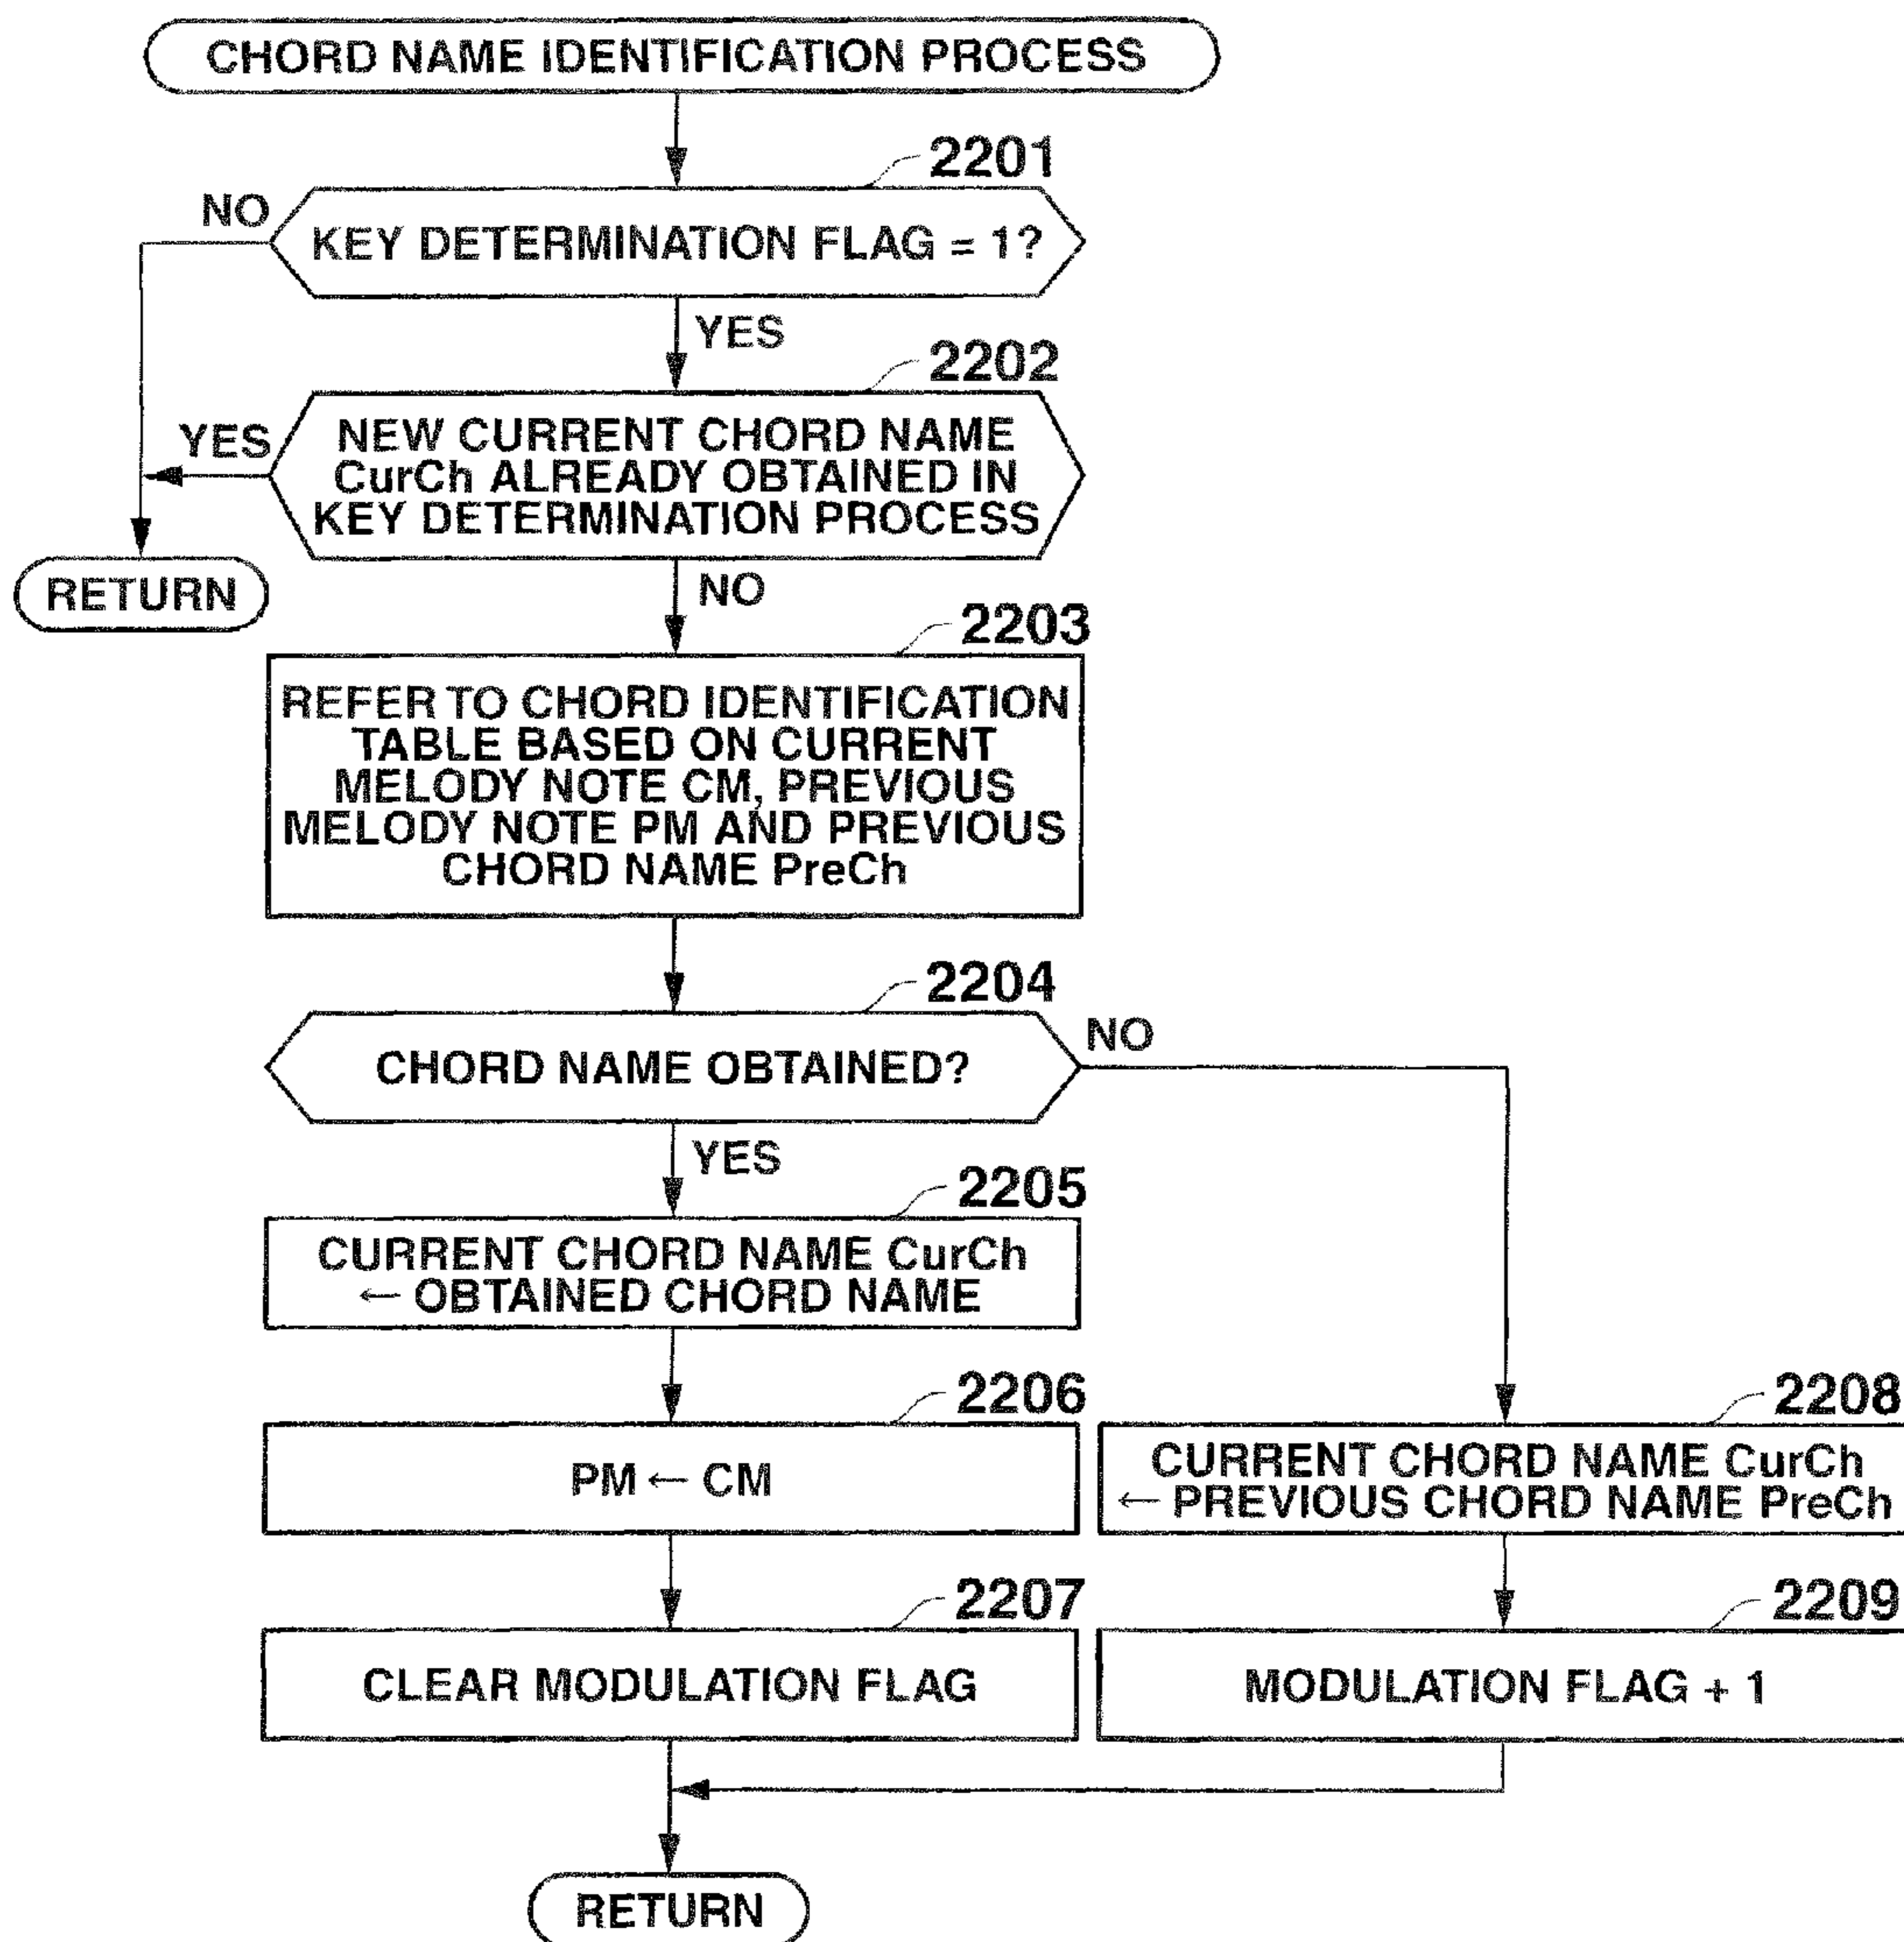 CHORD NAME IDENTIFICATION PROCESS
2201
NO
KEY DETERMINATION FLAG = 1?
YES
2202
YES
NEW CURRENT CHORD NAME
CurCh ALREADY OBTAINED IN
KEY DETERMINATION PROCESS
RETURN
NO
2203
REFER TO CHORD IDENTIFICATION
TABLE BASED ON CURRENT
MELODY NOTE CM, PREVIOUS
MELODY NOTE PM AND PREVIOUS
CHORD NAME PreCh
2204
CHORD NAME OBTAINED?
NO
YES
2205
CURRENT CHORD NAME CurCh
← OBTAINED CHORD NAME
2206
PM ← CM
2208
CURRENT CHORD NAME CurCh
← PREVIOUS CHORD NAME PreCh
2207
CLEAR MODULATION FLAG
2209
MODULATION FLAG + 1
RETURN